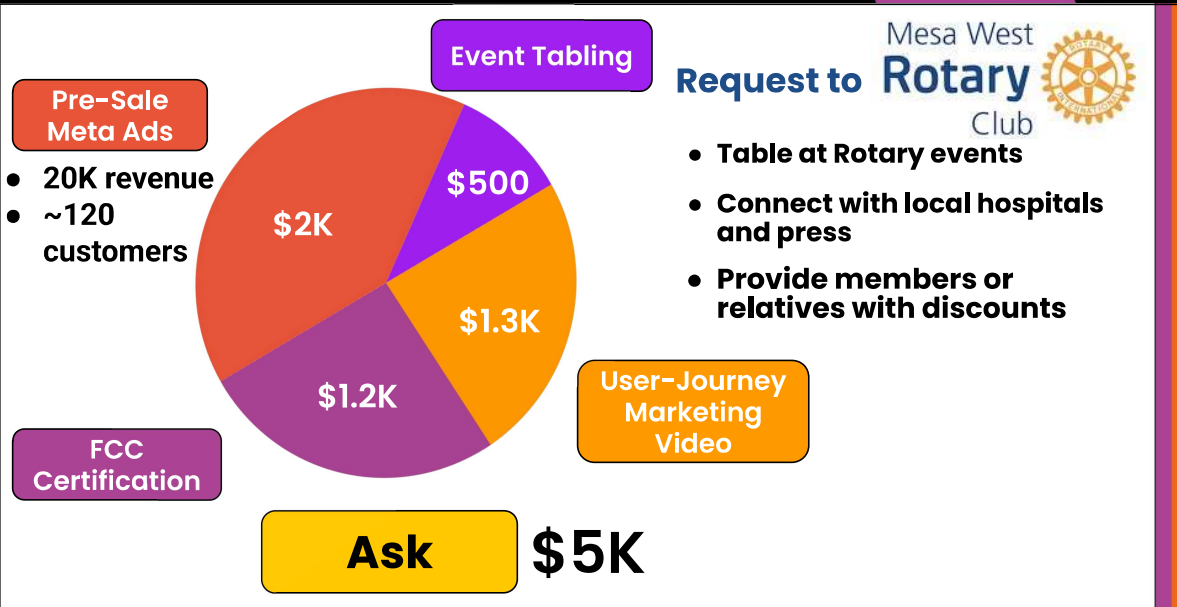 Event Tabling
Pre-Sale
Meta Ads
● 20K revenue
● ~120
customers
$2K
$500
$1.3K
$1.2K
User-Journey
Marketing
Video
FCC
Certification
Ask
$5K
Request to
Mesa West
Rotary
Club
ROTARY
INTERNATIONAL
● Table at Rotary events
● Connect with local hospitals
and press
● Provide members or
relatives with discounts